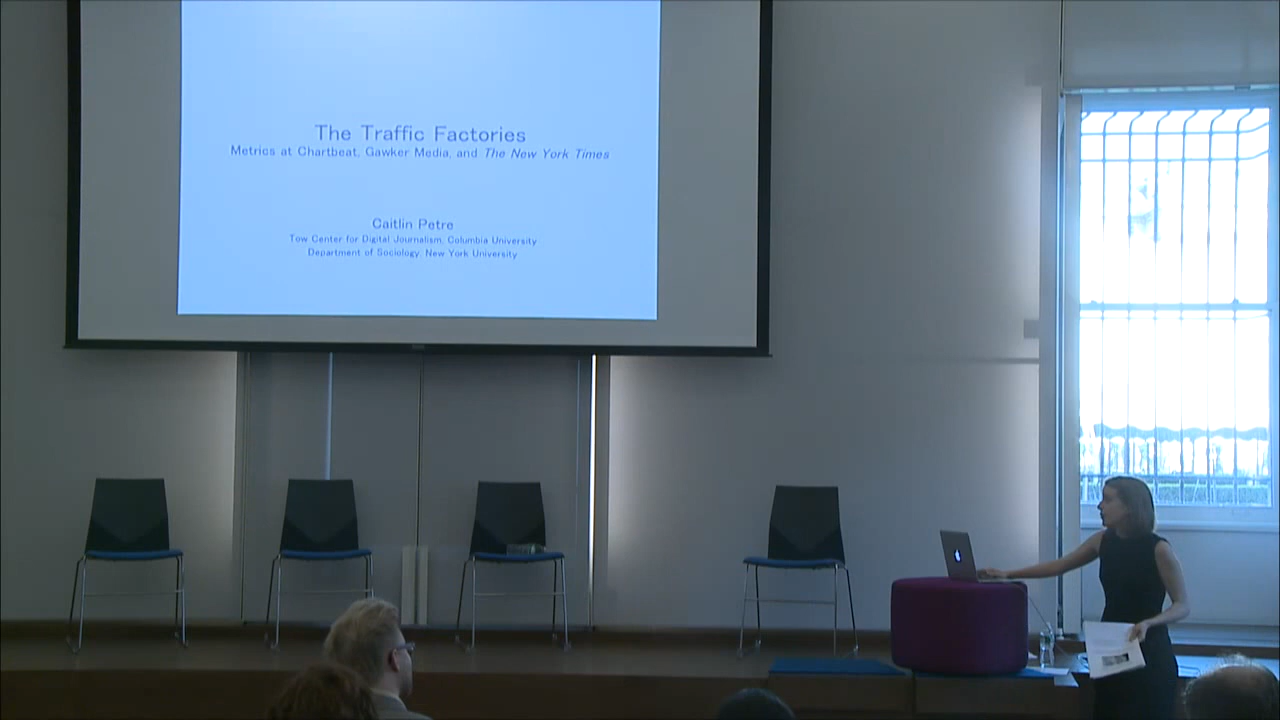 The Traffic Factories
Metrics at Chartbeat, Gawker Media, and The New York Times
Caitlin Petre
Tow Center for Digital Journalism, Columbia University
Department of Sociology, New York University